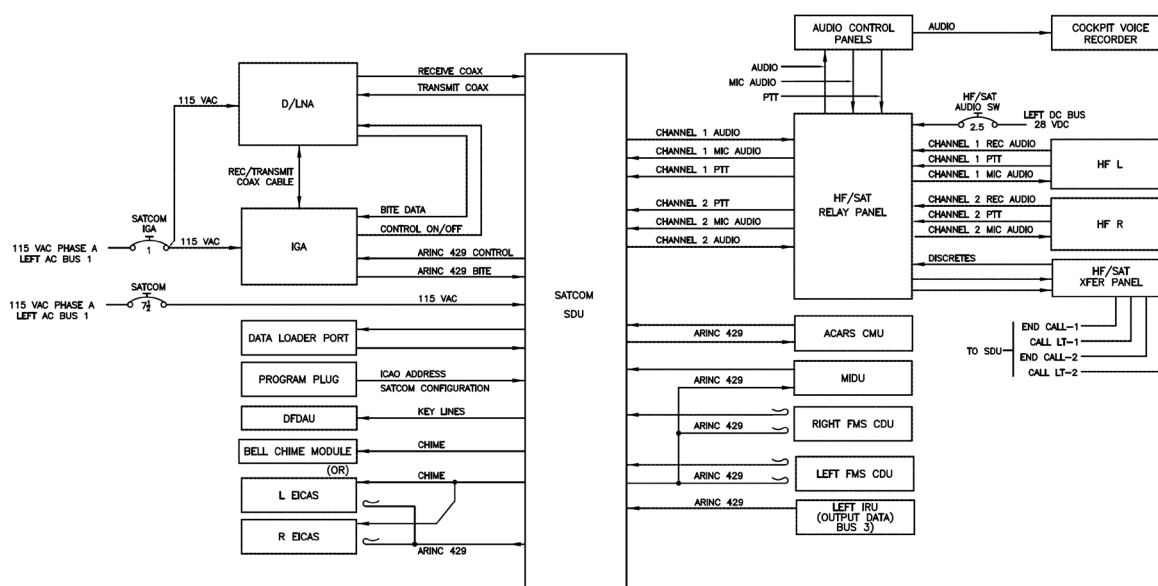 AUDIO CONTROL
PANELS
AUDIO
COCKPIT VOICE
RECORDER
AUDIO
MIC AUDIO
PTT
RECEIVE COAX
TRANSMIT COAX
115 VAC
D/LNA
REC/TRANSMIT
COAX CABLE
BITE DATA
CONTROL ON/OFF
IGA
ARINC 429 CONTROL
ARINC 429 BITE
SATCOM
IGA
1
115 VAC PHASE A
LEFT AC BUS 1
115 VAC
SATCOM
7½
115 VAC PHASE A
LEFT AC BUS 1
115 VAC
DATA LOADER PORT
PROGRAM PLUG
ICAO ADDRESS
SATCOM CONFIGURATION
DFDAU
KEY LINES
BELL CHIME MODULE
CHIME
(OR)
L EICAS
CHIME
R EICAS
ARINC 429
SATCOM
SDU
CHANNEL 1 AUDIO
CHANNEL 1 MIC AUDIO
CHANNEL 1 PTT
CHANNEL 2 PTT
CHANNEL 2 MIC AUDIO
CHANNEL 2 AUDIO
HF/SAT
RELAY PANEL
HF/SAT
AUDIO SW
2.5
LEFT DC BUS
28 VDC
CHANNEL 1 REC AUDIO
CHANNEL 1 PTT
CHANNEL 1 MIC AUDIO
HF L
CHANNEL 2 REC AUDIO
CHANNEL 2 PTT
CHANNEL 2 MIC AUDIO
HF R
DISCRETES
HF/SAT
XFER PANEL
TO SDU
END CALL-1
CALL LT-1
END CALL-2
CALL LT-2
ARINC 429
ACARS CMU
ARINC 429
MIDU
ARINC 429
RIGHT FMS CDU
ARINC 429
LEFT FMS CDU
ARINC 429
LEFT IRU
(OUTPUT DATA)
BUS 3)